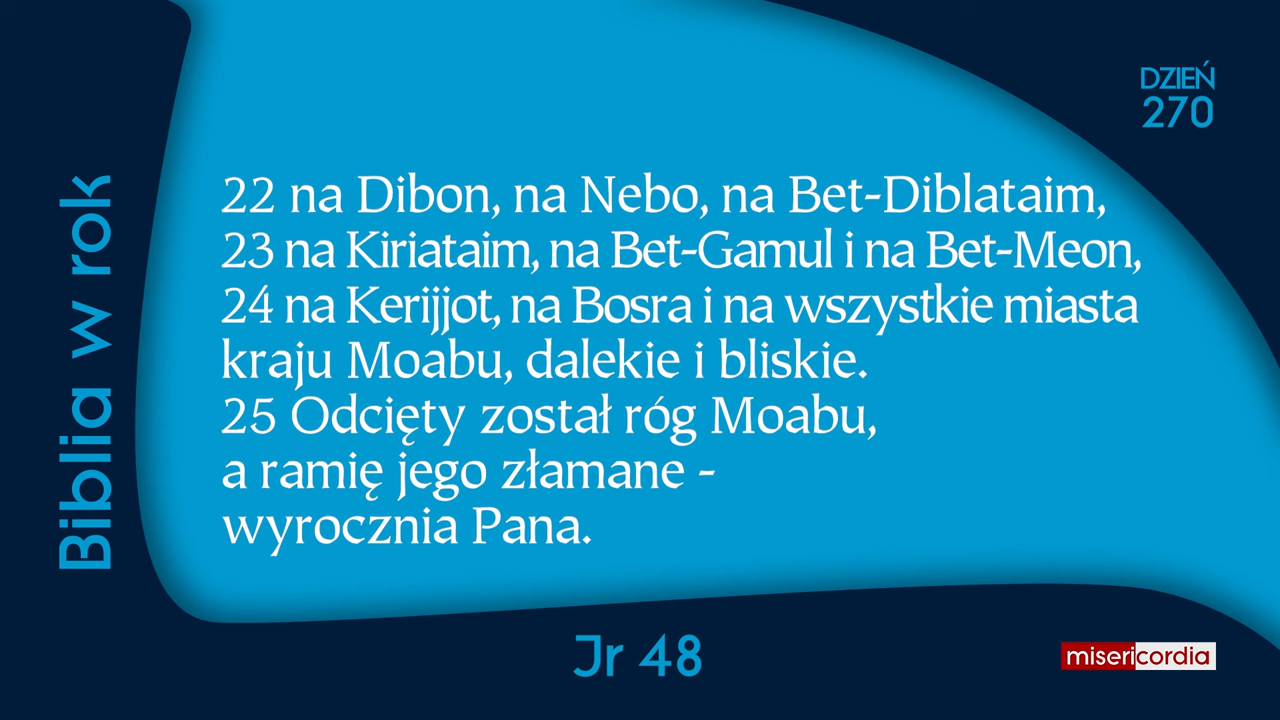 DZIEŃ
270
Biblia w rok
22 na Dibon, na Nebo, na Bet-Diblataim,
23 na Kiriataim, na Bet-Gamul i na Bet-Meon,
24 na Kerijjot, na Bosra i na wszystkie miasta
kraju Moabu, dalekie i bliskie.
25 Odcięty został róg Moabu,
a ramię jego złamane -
wyrocznia Pana.
Jr 48
misericordia